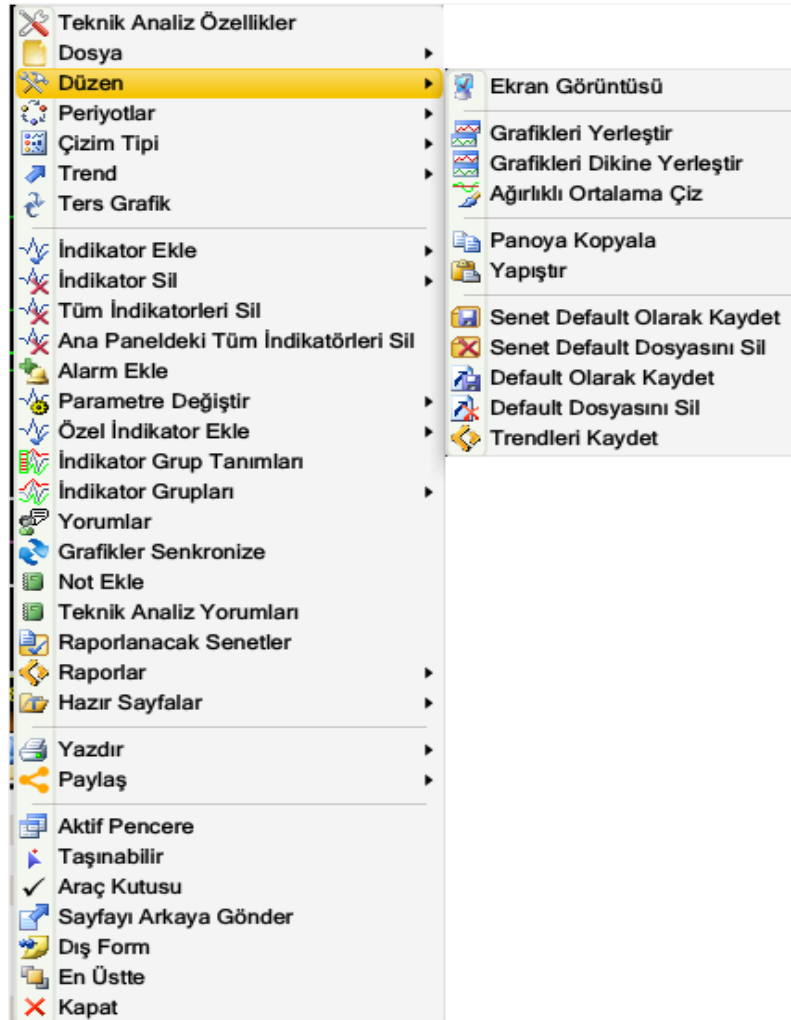 Teknik Analiz Özellikler
Dosya
Düzen
Periyotlar
Çizim Tipi
Trend
Ters Grafik
İndikator Ekle
İndikator Sil
Tüm İndikatorleri Sil
Ana Paneldeki Tüm İndikatörleri Sil
Alarm Ekle
Parametre Değiştir
Özel İndikator Ekle
İndikator Grup Tanımları
İndikator Grupları
Yorumlar
Grafikler Senkronize
Not Ekle
Teknik Analiz Yorumları
Raporlanacak Senetler
Raporlar
Hazır Sayfalar
Yazdır
Paylaş
Aktif Pencere
Taşınabilir
Araç Kutusu
Sayfayı Arkaya Gönder
Dış Form
En Üstte
Kapat
Ekran Görüntüsü
Grafikleri Yerleştir
Grafikleri Dikine Yerleştir
Ağırlıklı Ortalama Çiz
Panoya Kopyala
Yapıştır
Senet Default Olarak Kaydet
Senet Default Dosyasını Sil
Default Olarak Kaydet
Default Dosyasını Sil
Trendleri Kaydet